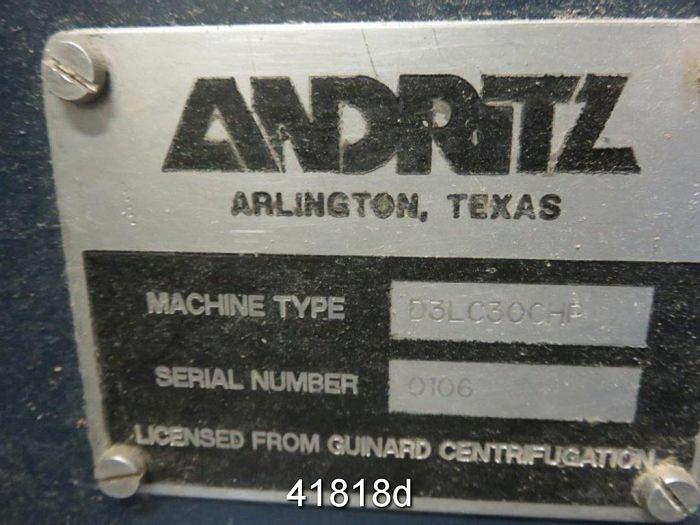 ANDRITZ
ARLINGTON, TEXAS
MACHINE TYPE D3LC30CHP
SERIAL NUMBER 0106
LICENSED FROM GUINARD CENTRIFUGATION
41818d